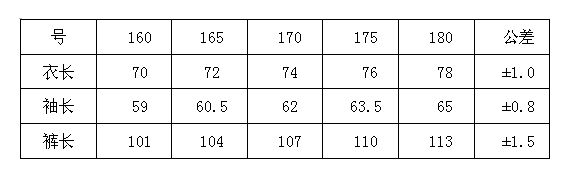 号 160 165 170 175 180 公差
衣长 70 72 74 76 78 ±1.0
袖长 59 60.5 62 63.5 65 ±0.8
裤长 101 104 107 110 113 ±1.5